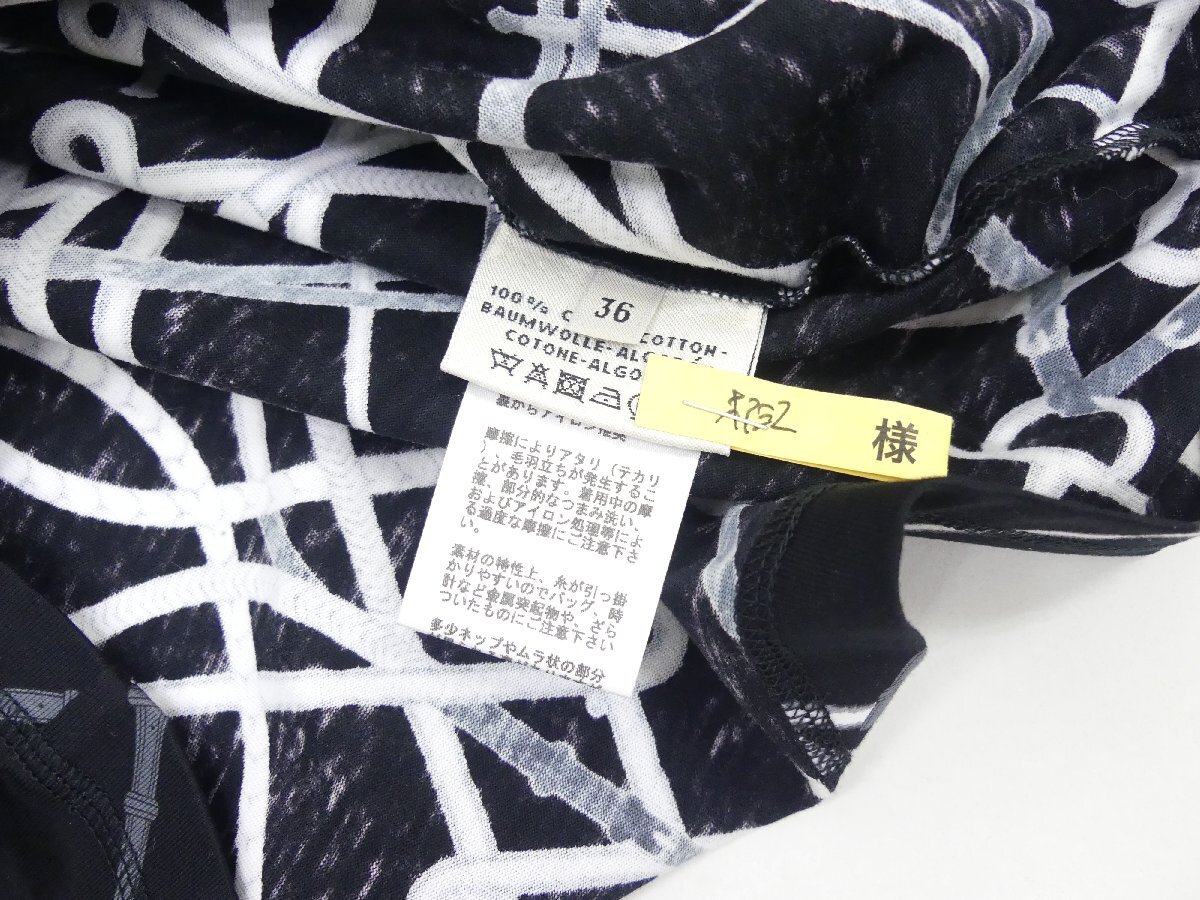 36
100% C COTTON-
BAUMWOLLE-ALGO
COTONE-ALGO
様
裏からアイロン推奨
摩擦によりアタリ（テカリ
）、毛羽立ちが発生するこ
とがあります。着用中の摩
擦、部分的なつまみ洗い、
およびアイロン処理等によ
る過度な摩擦にご注意下さ
い。
素材の特性上、糸が引っ掛
かりやすいのでバッグ、時
計など金属突起物や、ざら
ついたものにご注意下さい
多少ネップやムラ状の部分